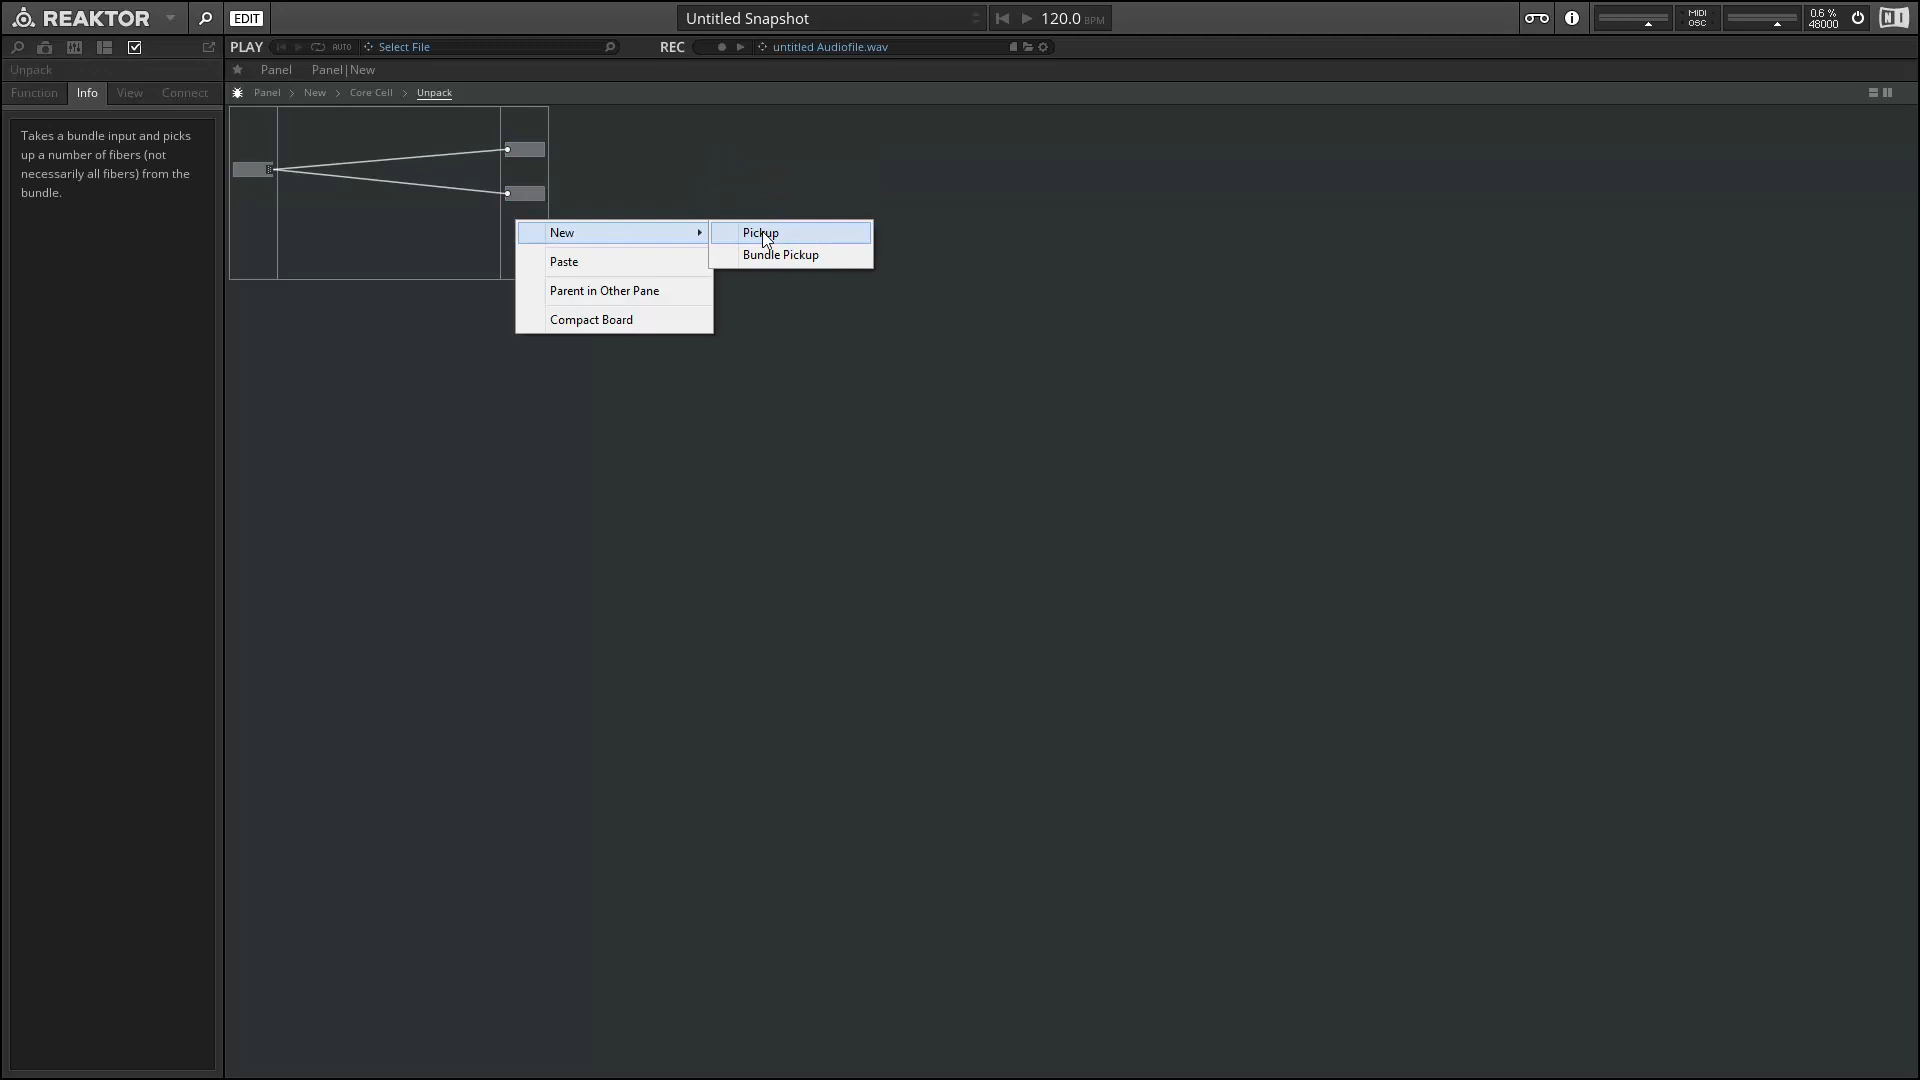 REAKTOR
EDIT
Untitled Snapshot
120.0 BPM
MIDI
OSC
0.6 %
48000
NI
PLAY
AUTO
Select File
REC
untitled Audiofile.wav
Unpack
Panel
Panel|New
Function
Info
View
Connect
Panel > New > Core Cell > Unpack
Takes a bundle input and picks
up a number of fibers (not
necessarily all fibers) from the
bundle.
New
Paste
Parent in Other Pane
Compact Board
Pickup
Bundle Pickup